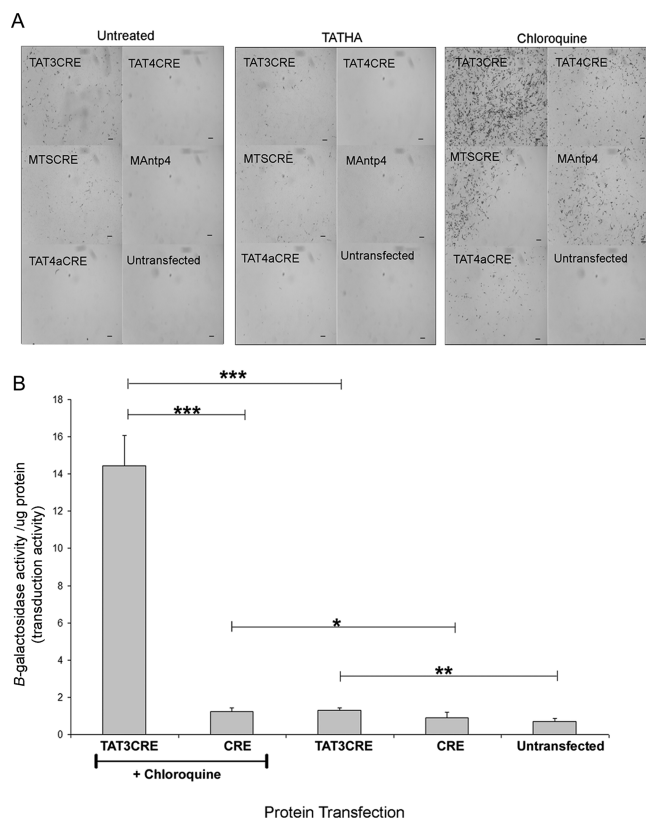 A
Untreated TATHA Chloroquine
TAT3CRE TAT4CRE TAT3CRE TAT4CRE TAT3CRE TAT4CRE
MTSCRE MAntp4 MTSCRE MAntp4 MTSCRE MAntp4
TAT4aCRE Untransfected TAT4aCRE Untransfected TAT4aCRE Untransfected
B
***
***
*
**
B-galactosidase activity /ug protein
(transduction activity)
18
16
14
12
10
8
6
4
2
0
TAT3CRE CRE TAT3CRE CRE Untransfected
+ Chloroquine
Protein Transfection